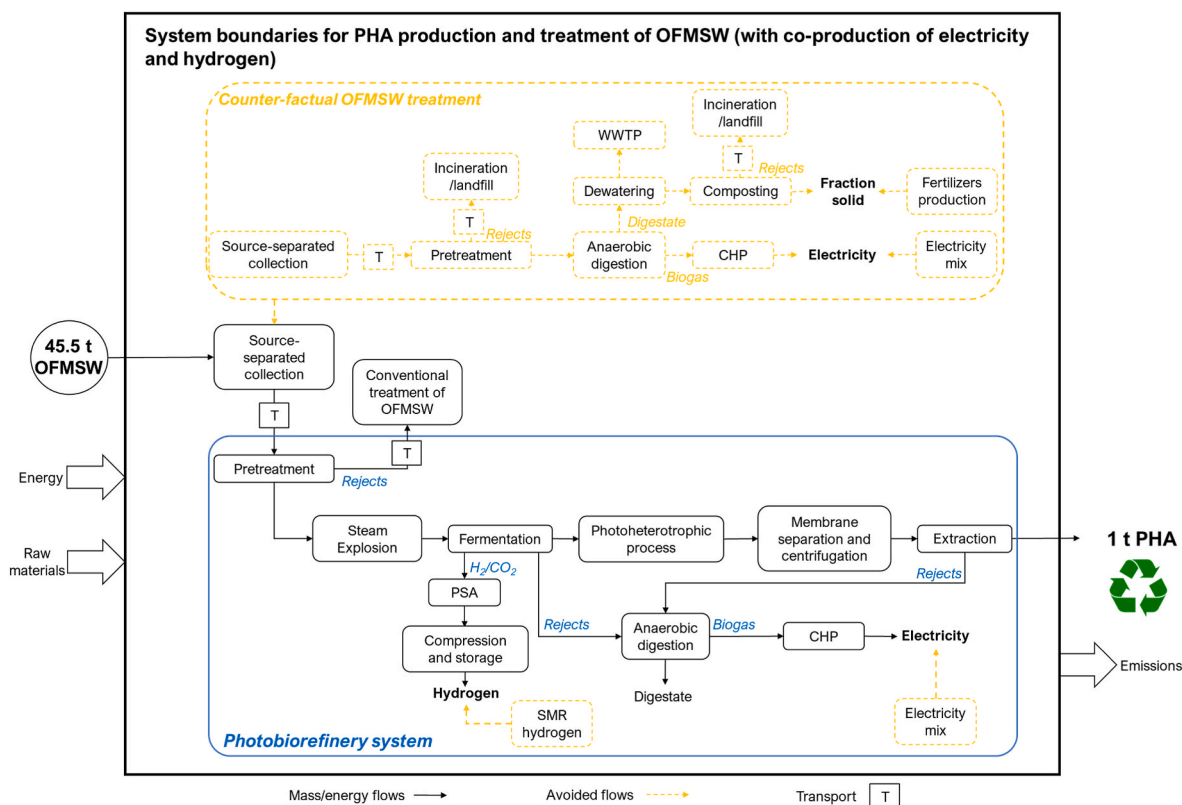 System boundaries for PHA production and treatment of OFMSW (with co-production of electricity
and hydrogen)
Counter-factual OFMSW treatment
Incineration
/landfill
WWTP
T
Rejects
Incineration
/landfill
Dewatering
Composting
Fraction
solid
Fertilizers
production
T
Rejects
Digestate
Source-separated
collection
T
Pretreatment
Anaerobic
digestion
Biogas
CHP
Electricity
Electricity
mix
45.5 t
OFMSW
Source-
separated
collection
Conventional
treatment of
OFMSW
T
T
Pretreatment
Rejects
Energy
Steam
Explosion
Fermentation
Photoheterotrophic
process
Membrane
separation and
centrifugation
Extraction
1 t PHA
Raw
materials
H2/CO2
Rejects
PSA
Compression
and storage
Rejects
Anaerobic
digestion
Biogas
CHP
Electricity
Emissions
Hydrogen
Digestate
SMR
hydrogen
Electricity
mix
Photobiorefinery system
Mass/energy flows
Avoided flows
Transport
T